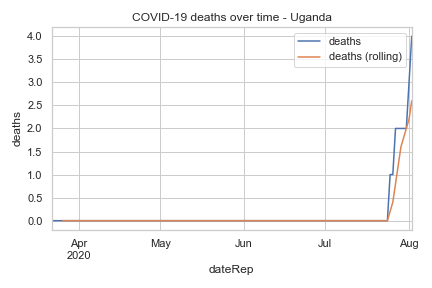 COVID-19 deaths over time - Uganda
deaths
deaths (rolling)
4.0
3.5
3.0
2.5
2.0
1.5
1.0
0.5
0.0
deaths
Apr
2020
May
Jun
Jul
Aug
dateRep